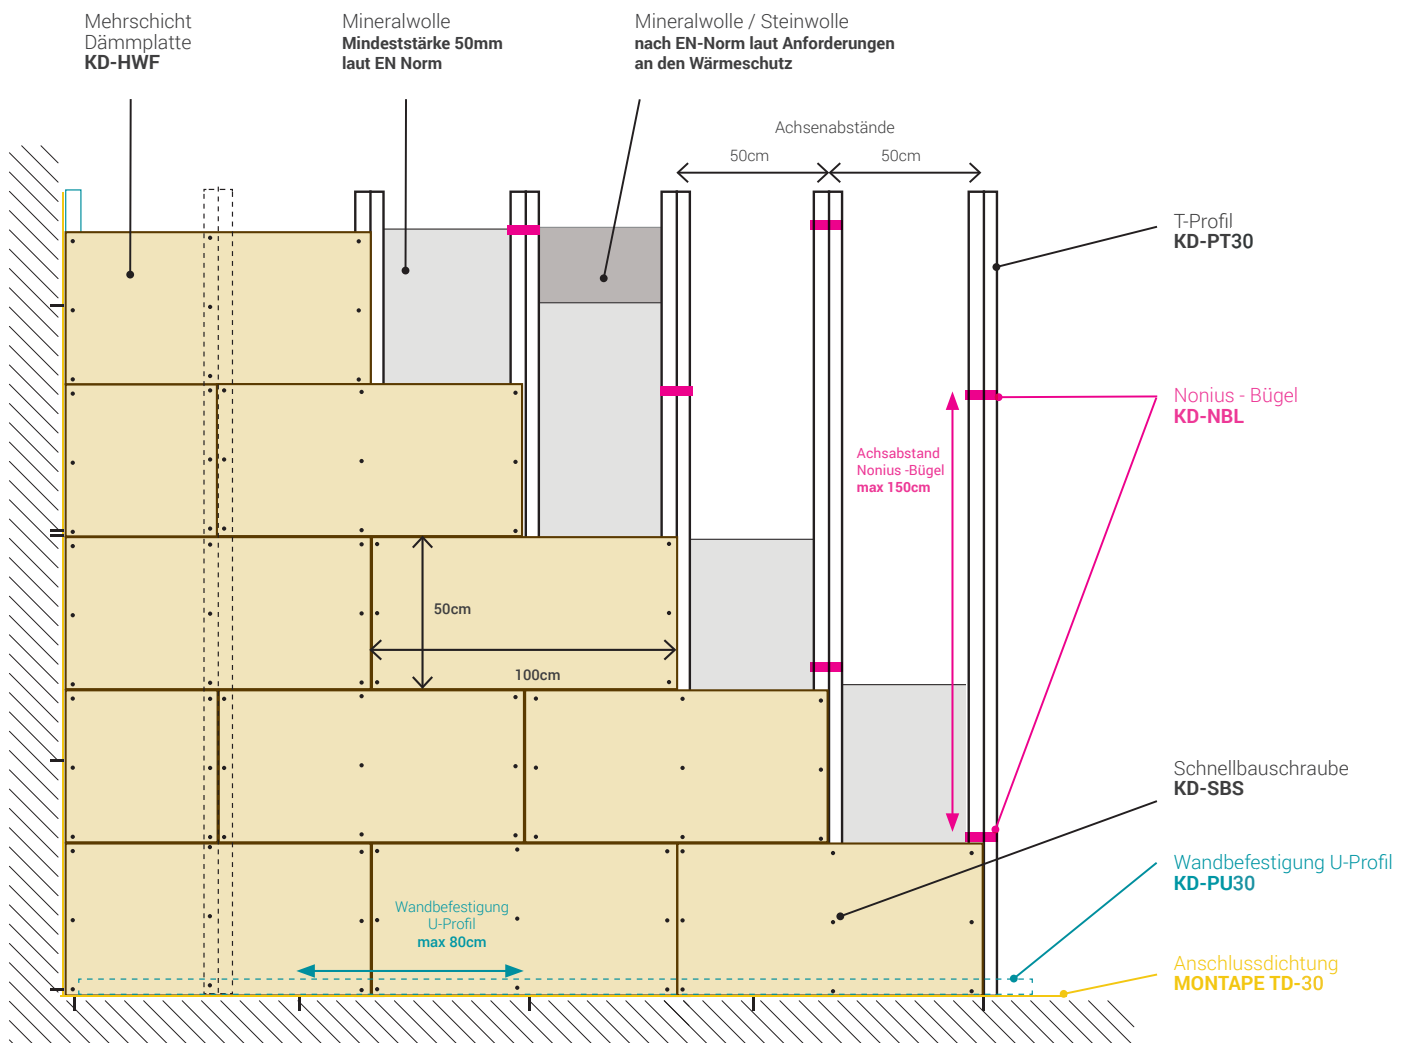 Mehrschicht
Dämmplatte
KD-HWF
Mineralwolle
Mindeststärke 50mm
laut EN Norm
Mineralwolle / Steinwolle
nach EN-Norm laut Anforderungen
an den Wärmeschutz
Achsenabstände
50cm
50cm
T-Profil
KD-PT30
Nonius - Bügel
KD-NBL
Achsabstand
Nonius -Bügel
max 150cm
50cm
100cm
Schnellbauschraube
KD-SBS
Wandbefestigung U-Profil
KD-PU30
Wandbefestigung
U-Profil
max 80cm
Anschlussdichtung
MONTAPE TD-30